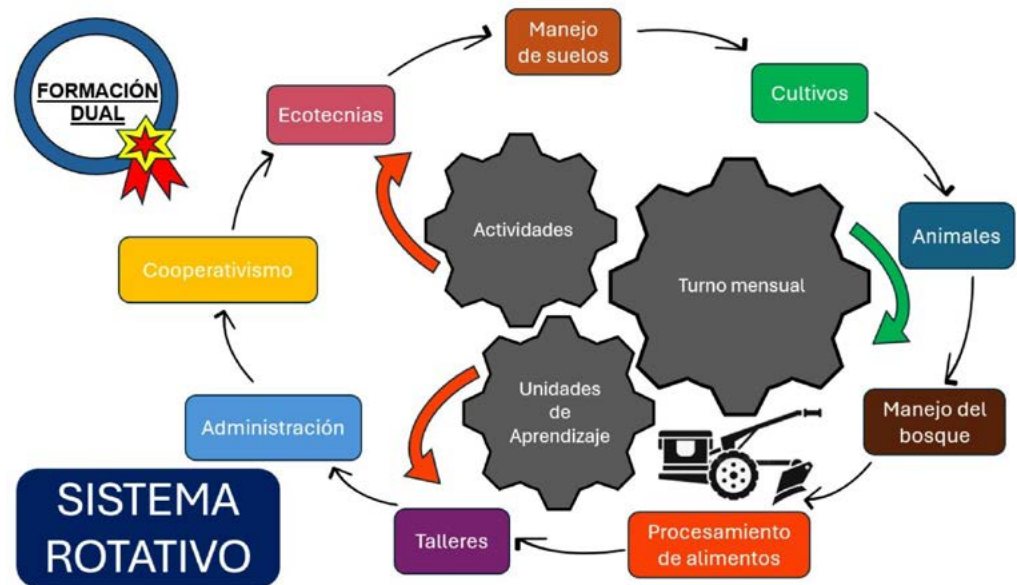 FORMACIÓN
DUAL
Manejo
de suelos
Cultivos
Animales
Manejo del
bosque
Procesamiento
de alimentos
Talleres
Administración
Cooperativismo
Ecotecnias
Actividades
Turno mensual
Unidades
de
Aprendizaje
SISTEMA
ROTATIVO